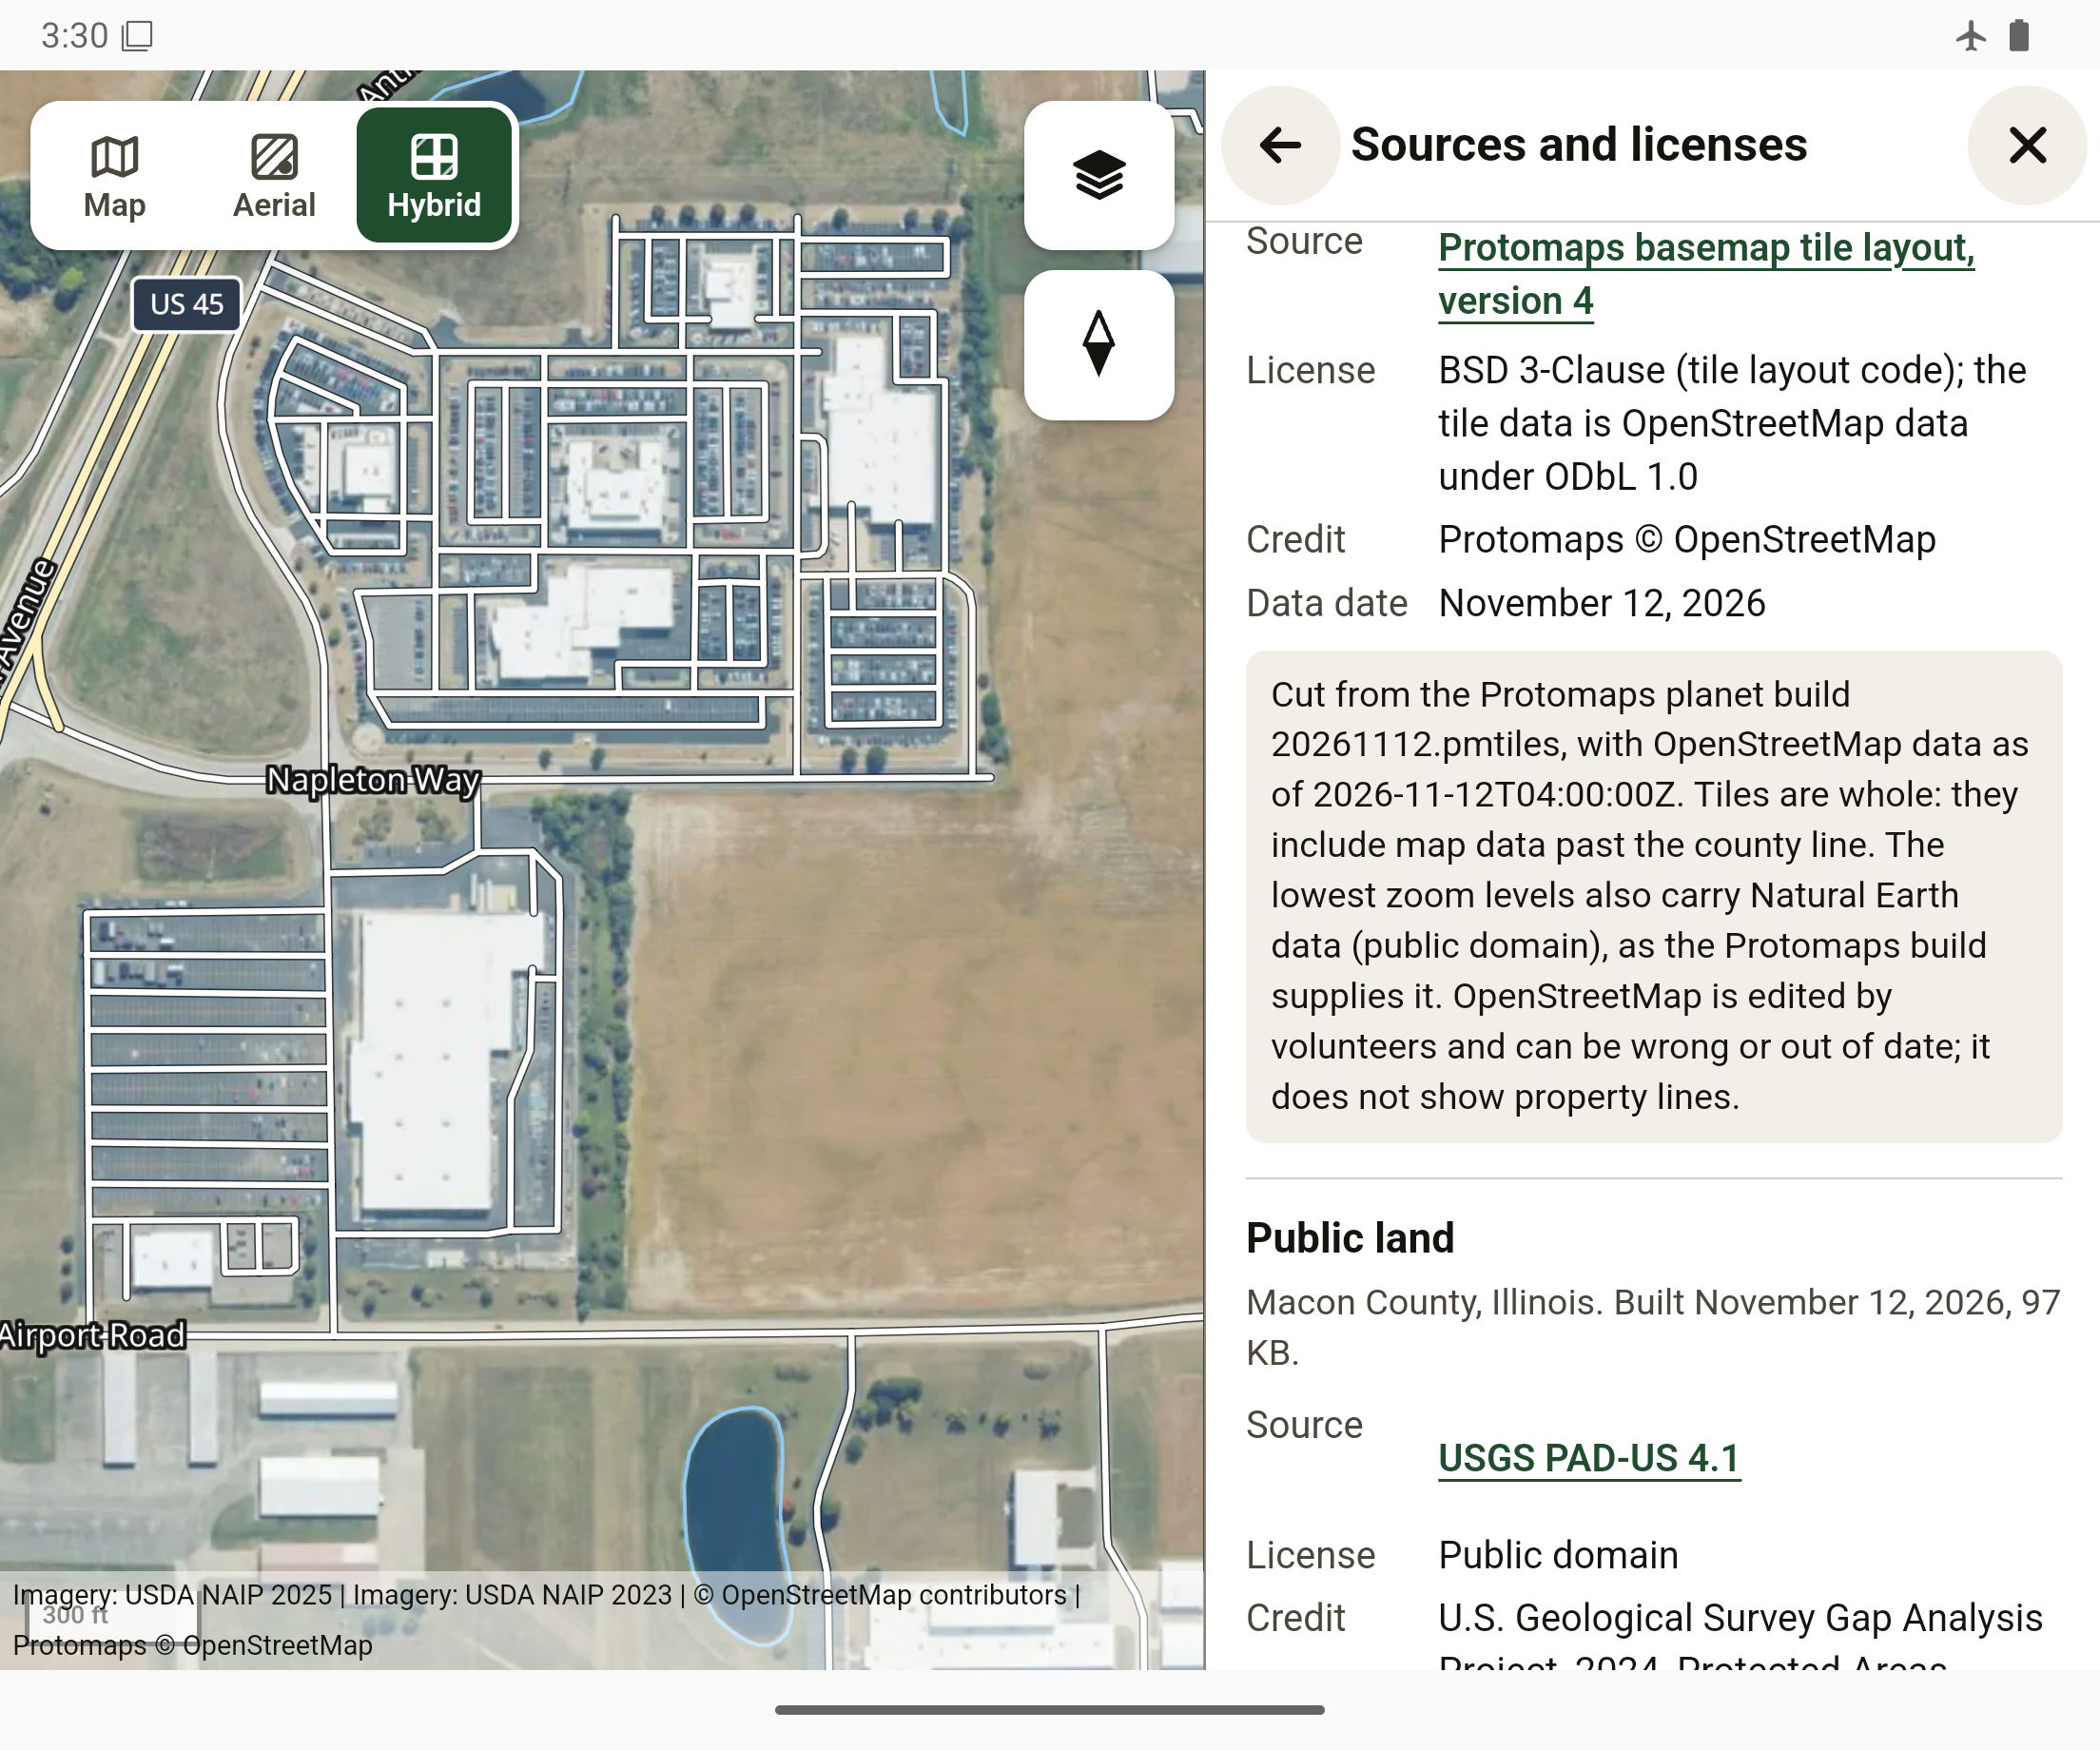 3:30
Anti
Map
Aerial
Hybrid
US 45
Avenue
Napleton Way
Airport Road
300 ft
Imagery: USDA NAIP 2025 | Imagery: USDA NAIP 2023 | © OpenStreetMap contributors |
Protomaps © OpenStreetMap
Sources and licenses
Source
Protomaps basemap tile layout,
version 4
License
BSD 3-Clause (tile layout code); the
tile data is OpenStreetMap data
under ODbL 1.0
Credit
Protomaps © OpenStreetMap
Data date
November 12, 2026
Cut from the Protomaps planet build
20261112.pmtiles, with OpenStreetMap data as
of 2026-11-12T04:00:00Z. Tiles are whole: they
include map data past the county line. The
lowest zoom levels also carry Natural Earth
data (public domain), as the Protomaps build
supplies it. OpenStreetMap is edited by
volunteers and can be wrong or out of date; it
does not show property lines.
Public land
Macon County, Illinois. Built November 12, 2026, 97
KB.
Source
USGS PAD-US 4.1
License
Public domain
Credit
U.S. Geological Survey Gap Analysis
Project, 2024, Protected Areas